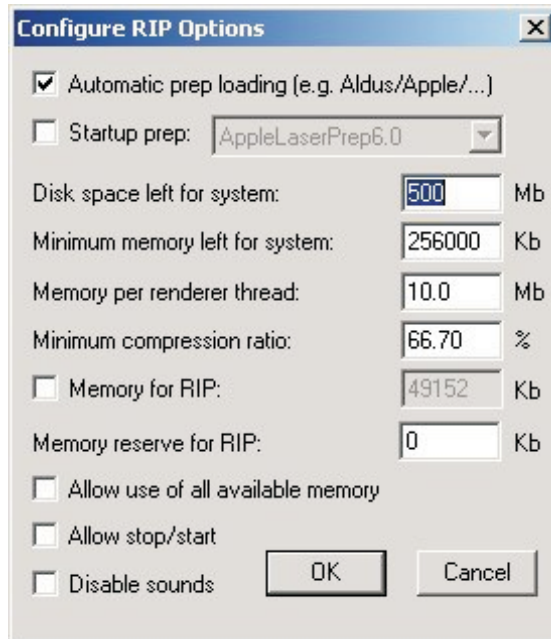 Configure RIP Options
Automatic prep loading (e.g. Aldus/Apple/...)
Startup prep: AppleLaserPrep6.0
Disk space left for system: 500 Mb
Minimum memory left for system: 256000 Kb
Memory per renderer thread: 10.0 Mb
Minimum compression ratio: 66.70 %
Memory for RIP: 49152 Kb
Memory reserve for RIP: 0 Kb
Allow use of all available memory
Allow stop/start
Disable sounds OK Cancel